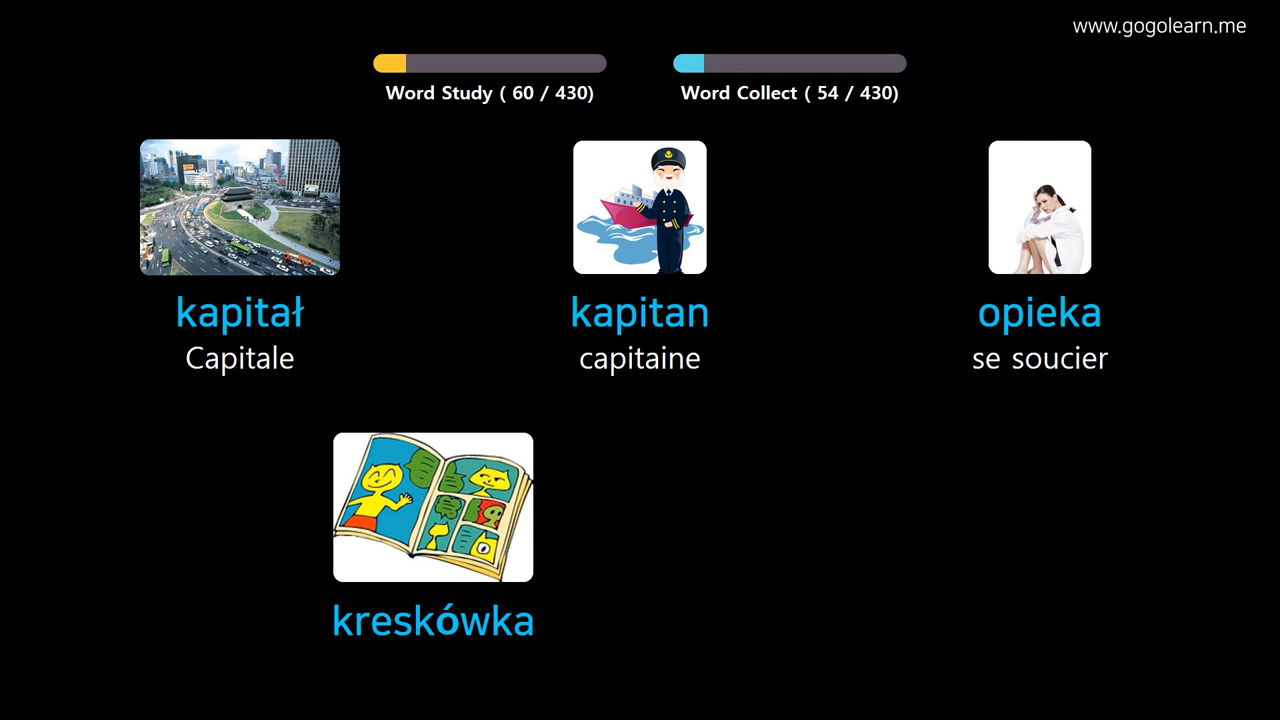 www.gogolearn.me
Word Study ( 60 / 430)
Word Collect ( 54 / 430)
kapitał
Capitale
kapitan
capitaine
opieka
se soucier
kreskówka